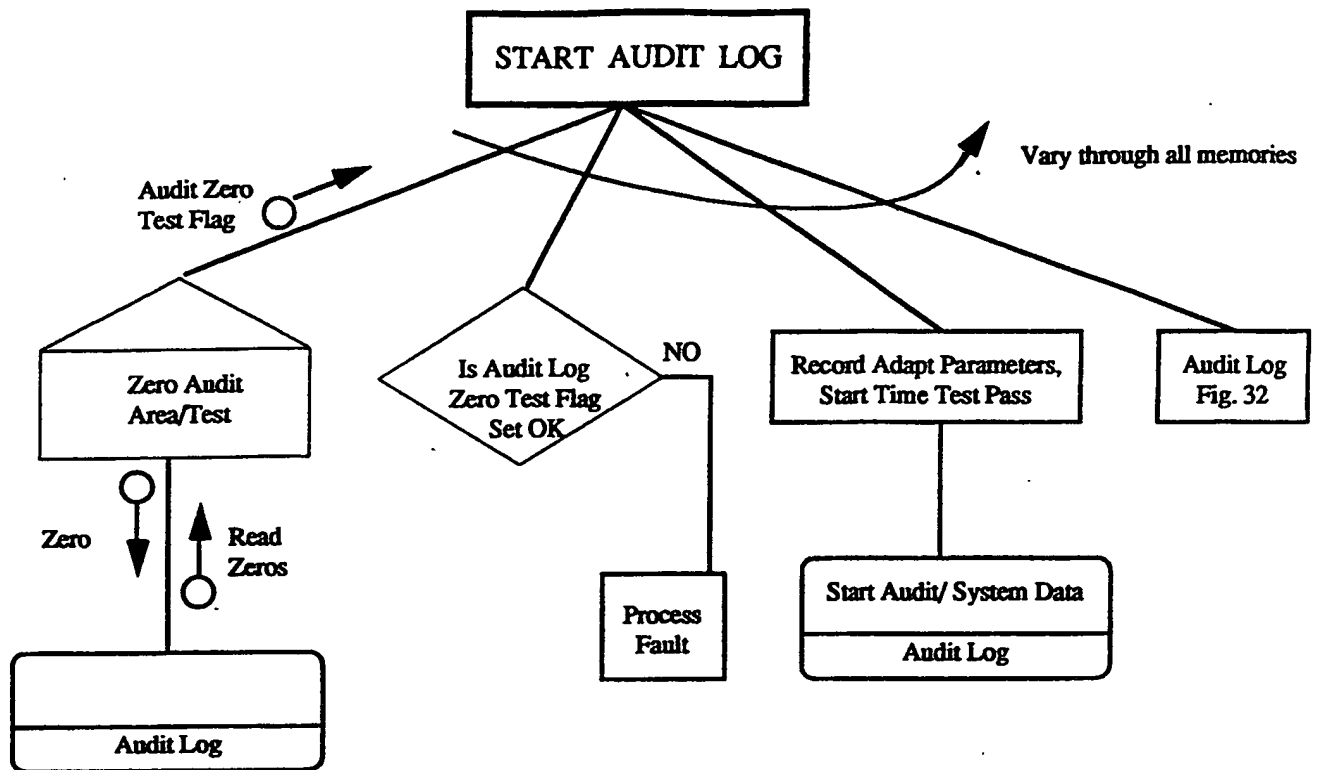 START AUDIT LOG
Vary through all memories
Audit Zero
Test Flag
Zero Audit
Area/Test
Is Audit Log
Zero Test Flag
Set OK
NO
Record Adapt Parameters,
Start Time Test Pass
Audit Log
Fig. 32
Zero
Read
Zeros
Process
Fault
Start Audit/ System Data
Audit Log
Audit Log